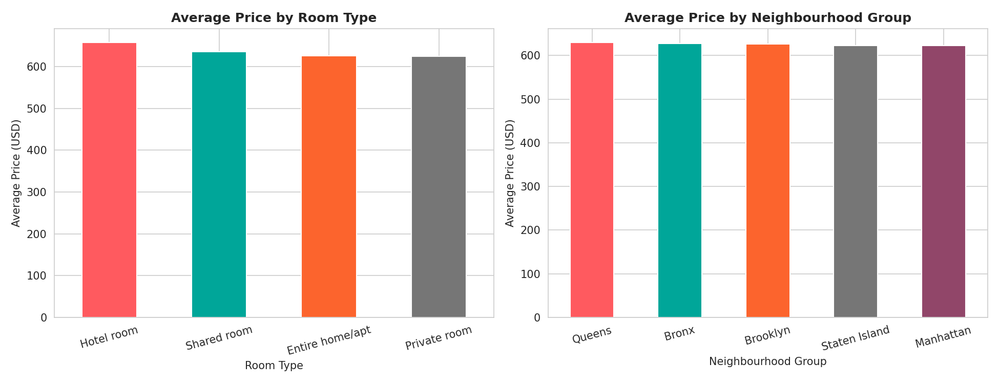 Average Price by Room Type
600
500
400
300
200
100
0
Average Price (USD)
Hotel room
Shared room
Entire home/apt
Private room
Room Type
Average Price by Neighbourhood Group
600
500
400
300
200
100
0
Average Price (USD)
Queens
Bronx
Brooklyn
Staten Island
Manhattan
Neighbourhood Group